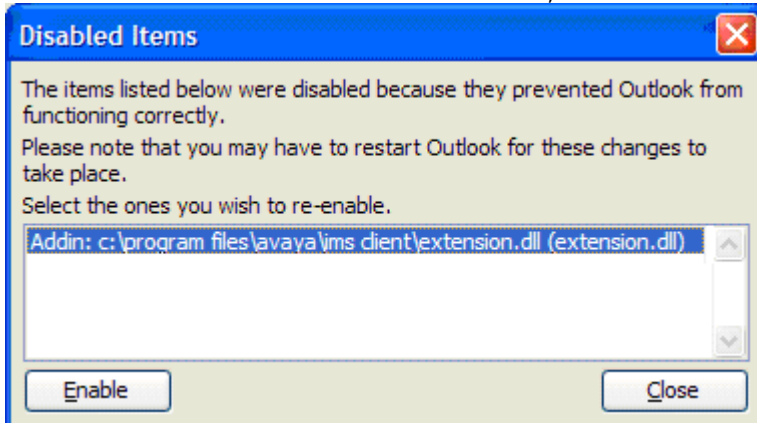 Disabled Items
The items listed below were disabled because they prevented Outlook from
functioning correctly.
Please note that you may have to restart Outlook for these changes to
take place.
Select the ones you wish to re-enable.
Addin: c:\program files\avaya\ims client\extension.dll (extension.dll)
Enable
Close